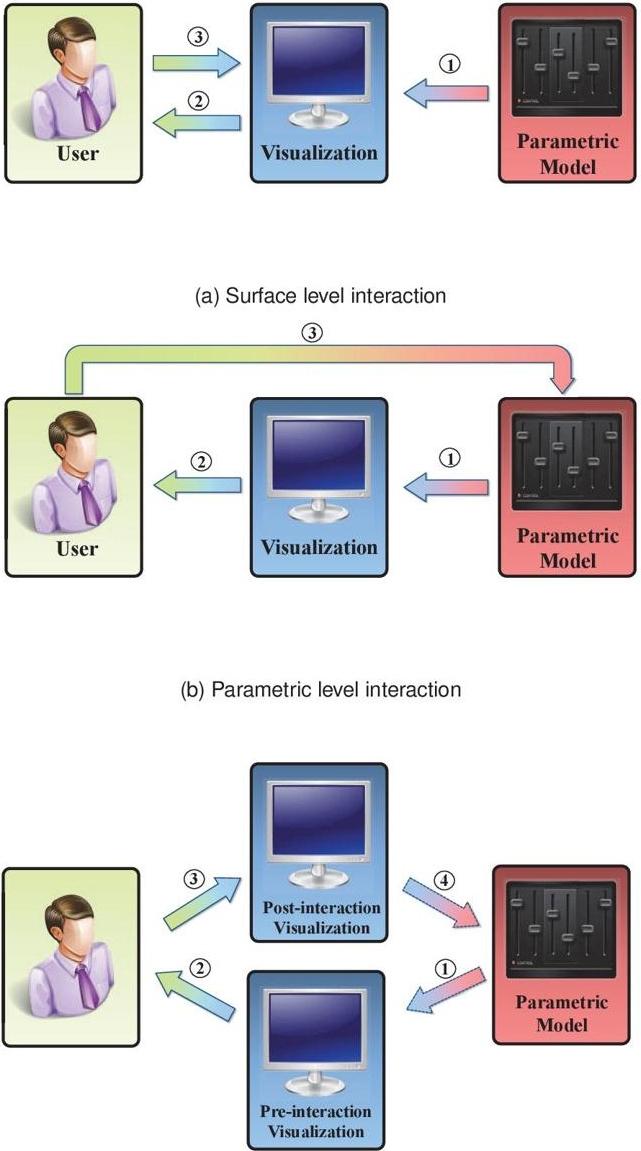 ③
①
②
User
Visualization
Parametric
Model
(a) Surface level interaction
③
②
①
User
Visualization
Parametric
Model
(b) Parametric level interaction
③
④
Post-interaction
Visualization
②
①
Parametric
Model
Pre-interaction
Visualization